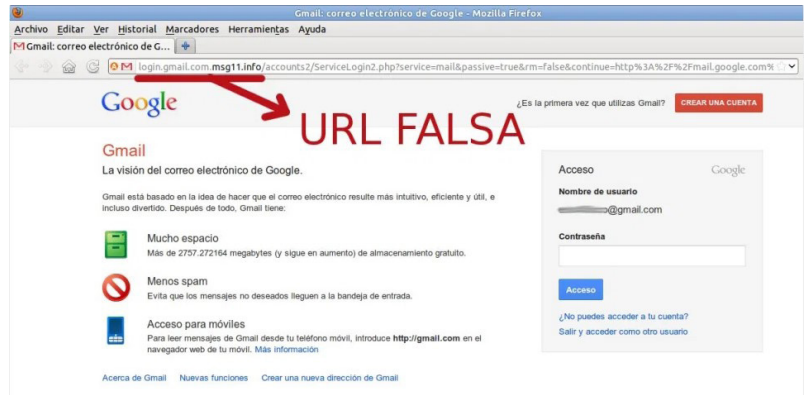 Gmail: correo electrónico de Google - Mozilla Firefox
Archivo Editar Ver Historial Marcadores Herramientas Ayuda
Gmail: correo electrónico de G...
login.gmail.com.msg11.info/accounts2/ServiceLogin2.php?service=mail&passive=true&rm=false&continue=http%3A%2F%2Fmail.google.com%
Google
¿Es la primera vez que utilizas Gmail? CREAR UNA CUENTA
URL FALSA
Gmail
La visión del correo electrónico de Google.
Gmail está basado en la idea de hacer que el correo electrónico resulte más intuitivo, eficiente y útil, e
incluso divertido. Después de todo, Gmail tiene:
Mucho espacio
Más de 2757.272164 megabytes (y sigue en aumento) de almacenamiento gratuito.
Menos spam
Evita que los mensajes no deseados lleguen a la bandeja de entrada.
Acceso para móviles
Para leer mensajes de Gmail desde tu teléfono móvil, introduce http://gmail.com en el
navegador web de tu móvil. Más información
Acerca de Gmail Nuevas funciones Crear una nueva dirección de Gmail
Acceso Google
Nombre de usuario
@gmail.com
Contraseña
Acceso
¿No puedes acceder a tu cuenta?
Salir y acceder como otro usuario